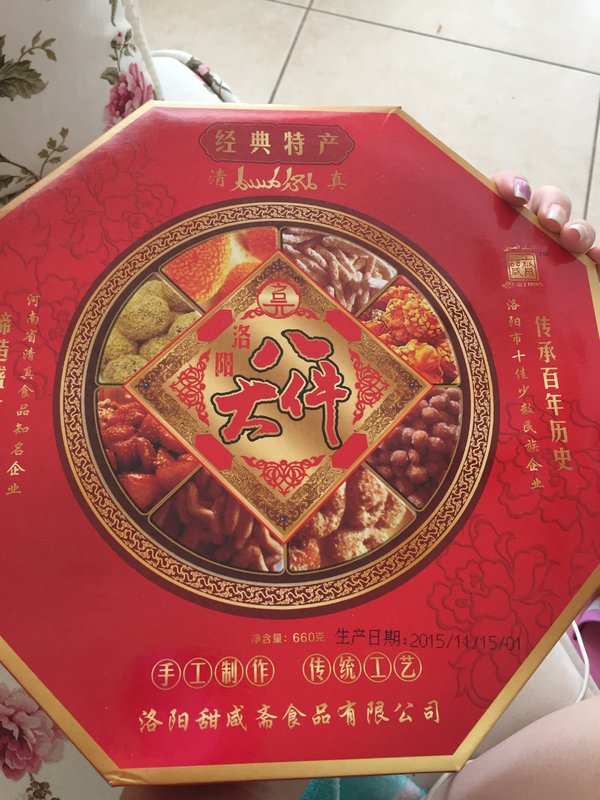 经典特产
清 真
洛阳
八大件
传承百年历史
洛阳市十佳少数民族企业
河南省清真食品知名企业
净含量：660克
生产日期:2015/11/15/01
手工制作 传统工艺
洛阳甜咸斋食品有限公司